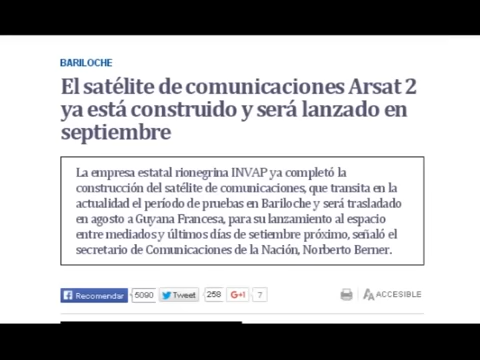 BARILOCHE
El satélite de comunicaciones Arsat 2
ya está construido y será lanzado en
septiembre
La empresa estatal rionegrina INVAP ya completó la
construcción del satélite de comunicaciones, que transita en la
actualidad el período de pruebas en Bariloche y será trasladado
en agosto a Guyana Francesa, para su lanzamiento al espacio
entre mediados y últimos días de setiembre próximo, señaló el
secretario de Comunicaciones de la Nación, Norberto Berner.
Recomendar 5090 Tweet 258 G+1 7 ACCESIBLE